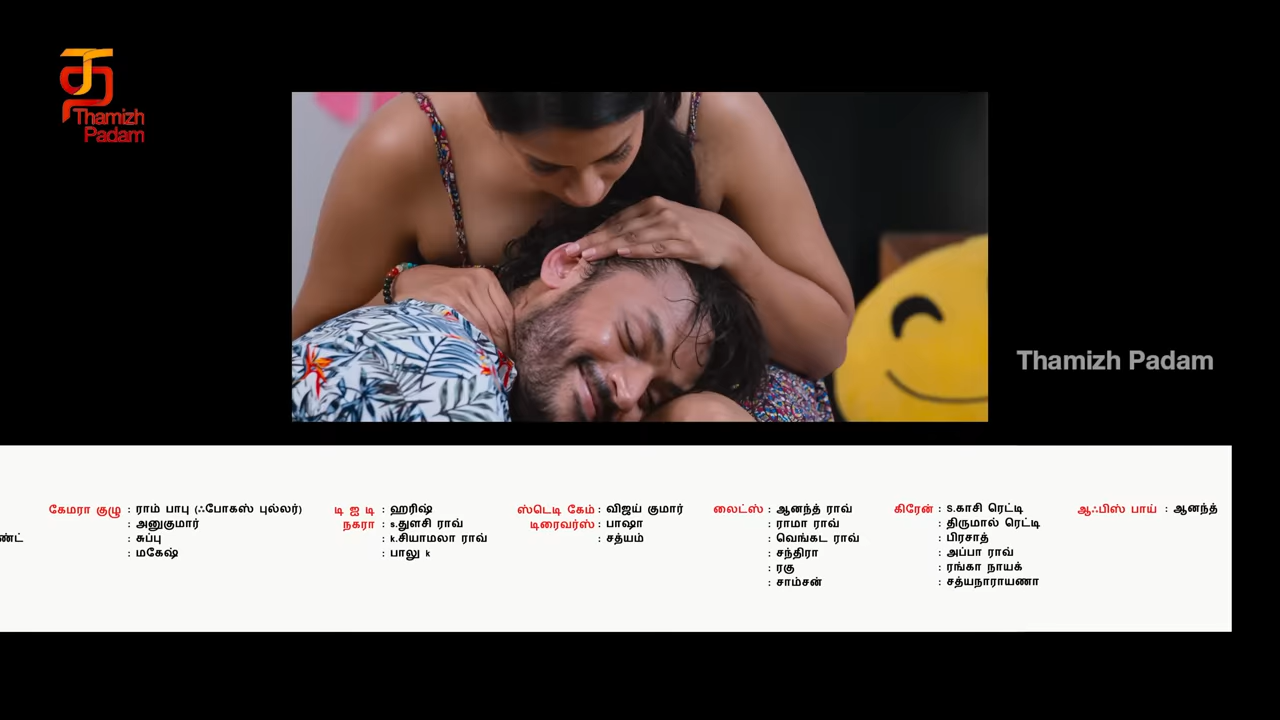 Thamizh
Padam
Thamizh Padam
கேமரா குழு : ராம் பாபு (ஃபோகஸ் புல்லர்)
: அனுகுமார்
ண்ட் : சுப்பு
: மகேஷ்
டி ஐ டி : ஹரிஷ்
நகரா : s.துளசி ராவ்
: k.சியாமலா ராவ்
: பாலு k
ஸ்டெடி கேம் : விஜய் குமார்
டிரைவர்ஸ் : பாஷா
: சத்யம்
லைட்ஸ் : ஆனந்த் ராவ்
: ராமா ராவ்
: வெங்கட ராவ்
: சந்திரா
: ரகு
: சாம்சன்
கிரேன் : S.காசி ரெட்டி
: திருமால் ரெட்டி
: பிரசாத்
: அப்பா ராவ்
: ரங்கா நாயக்
: சத்யநாராயணா
ஆஃபிஸ் பாய் : ஆனந்த்